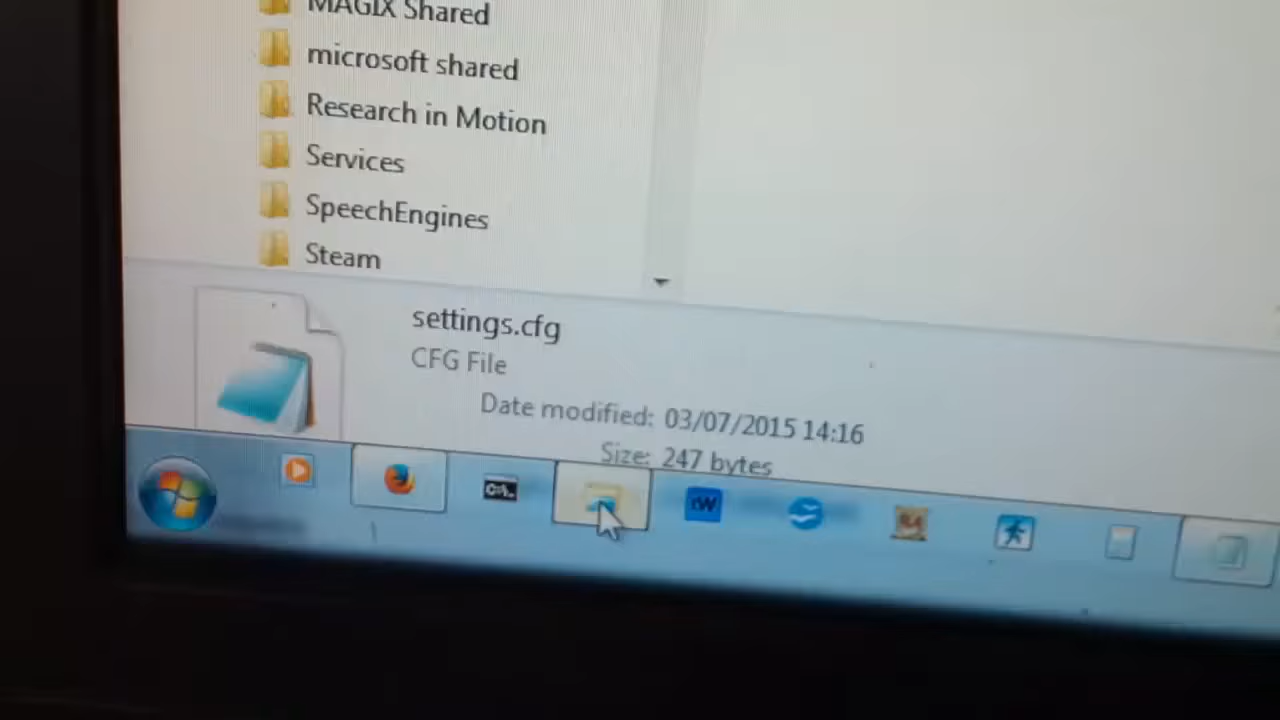 MAGIX Shared
microsoft shared
Research in Motion
Services
SpeechEngines
Steam
settings.cfg
CFG File
Date modified: 03/07/2015 14:16
Size: 247 bytes
C:\.
W